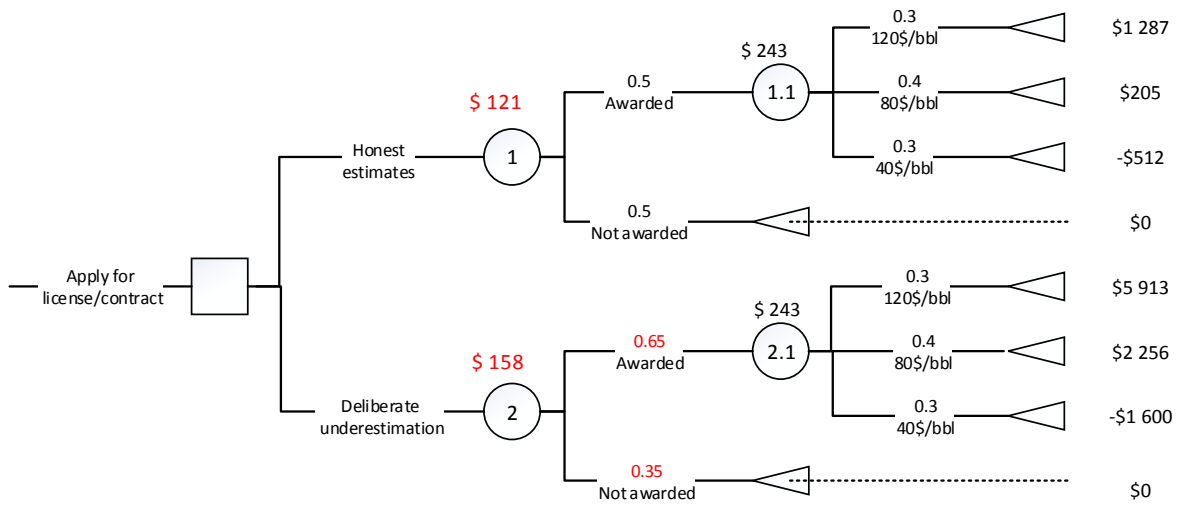 0.3
120$/bbl
$1 287
$ 243
0.5
Awarded
1.1
0.4
80$/bbl
$205
$ 121
Honest
estimates
1
0.3
40$/bbl
-$512
0.5
Not awarded
$0
Apply for
license/contract
0.3
120$/bbl
$5 913
$ 243
0.65
Awarded
2.1
0.4
80$/bbl
$2 256
$ 158
Deliberate
underestimation
2
0.3
40$/bbl
-$1 600
0.35
Not awarded
$0